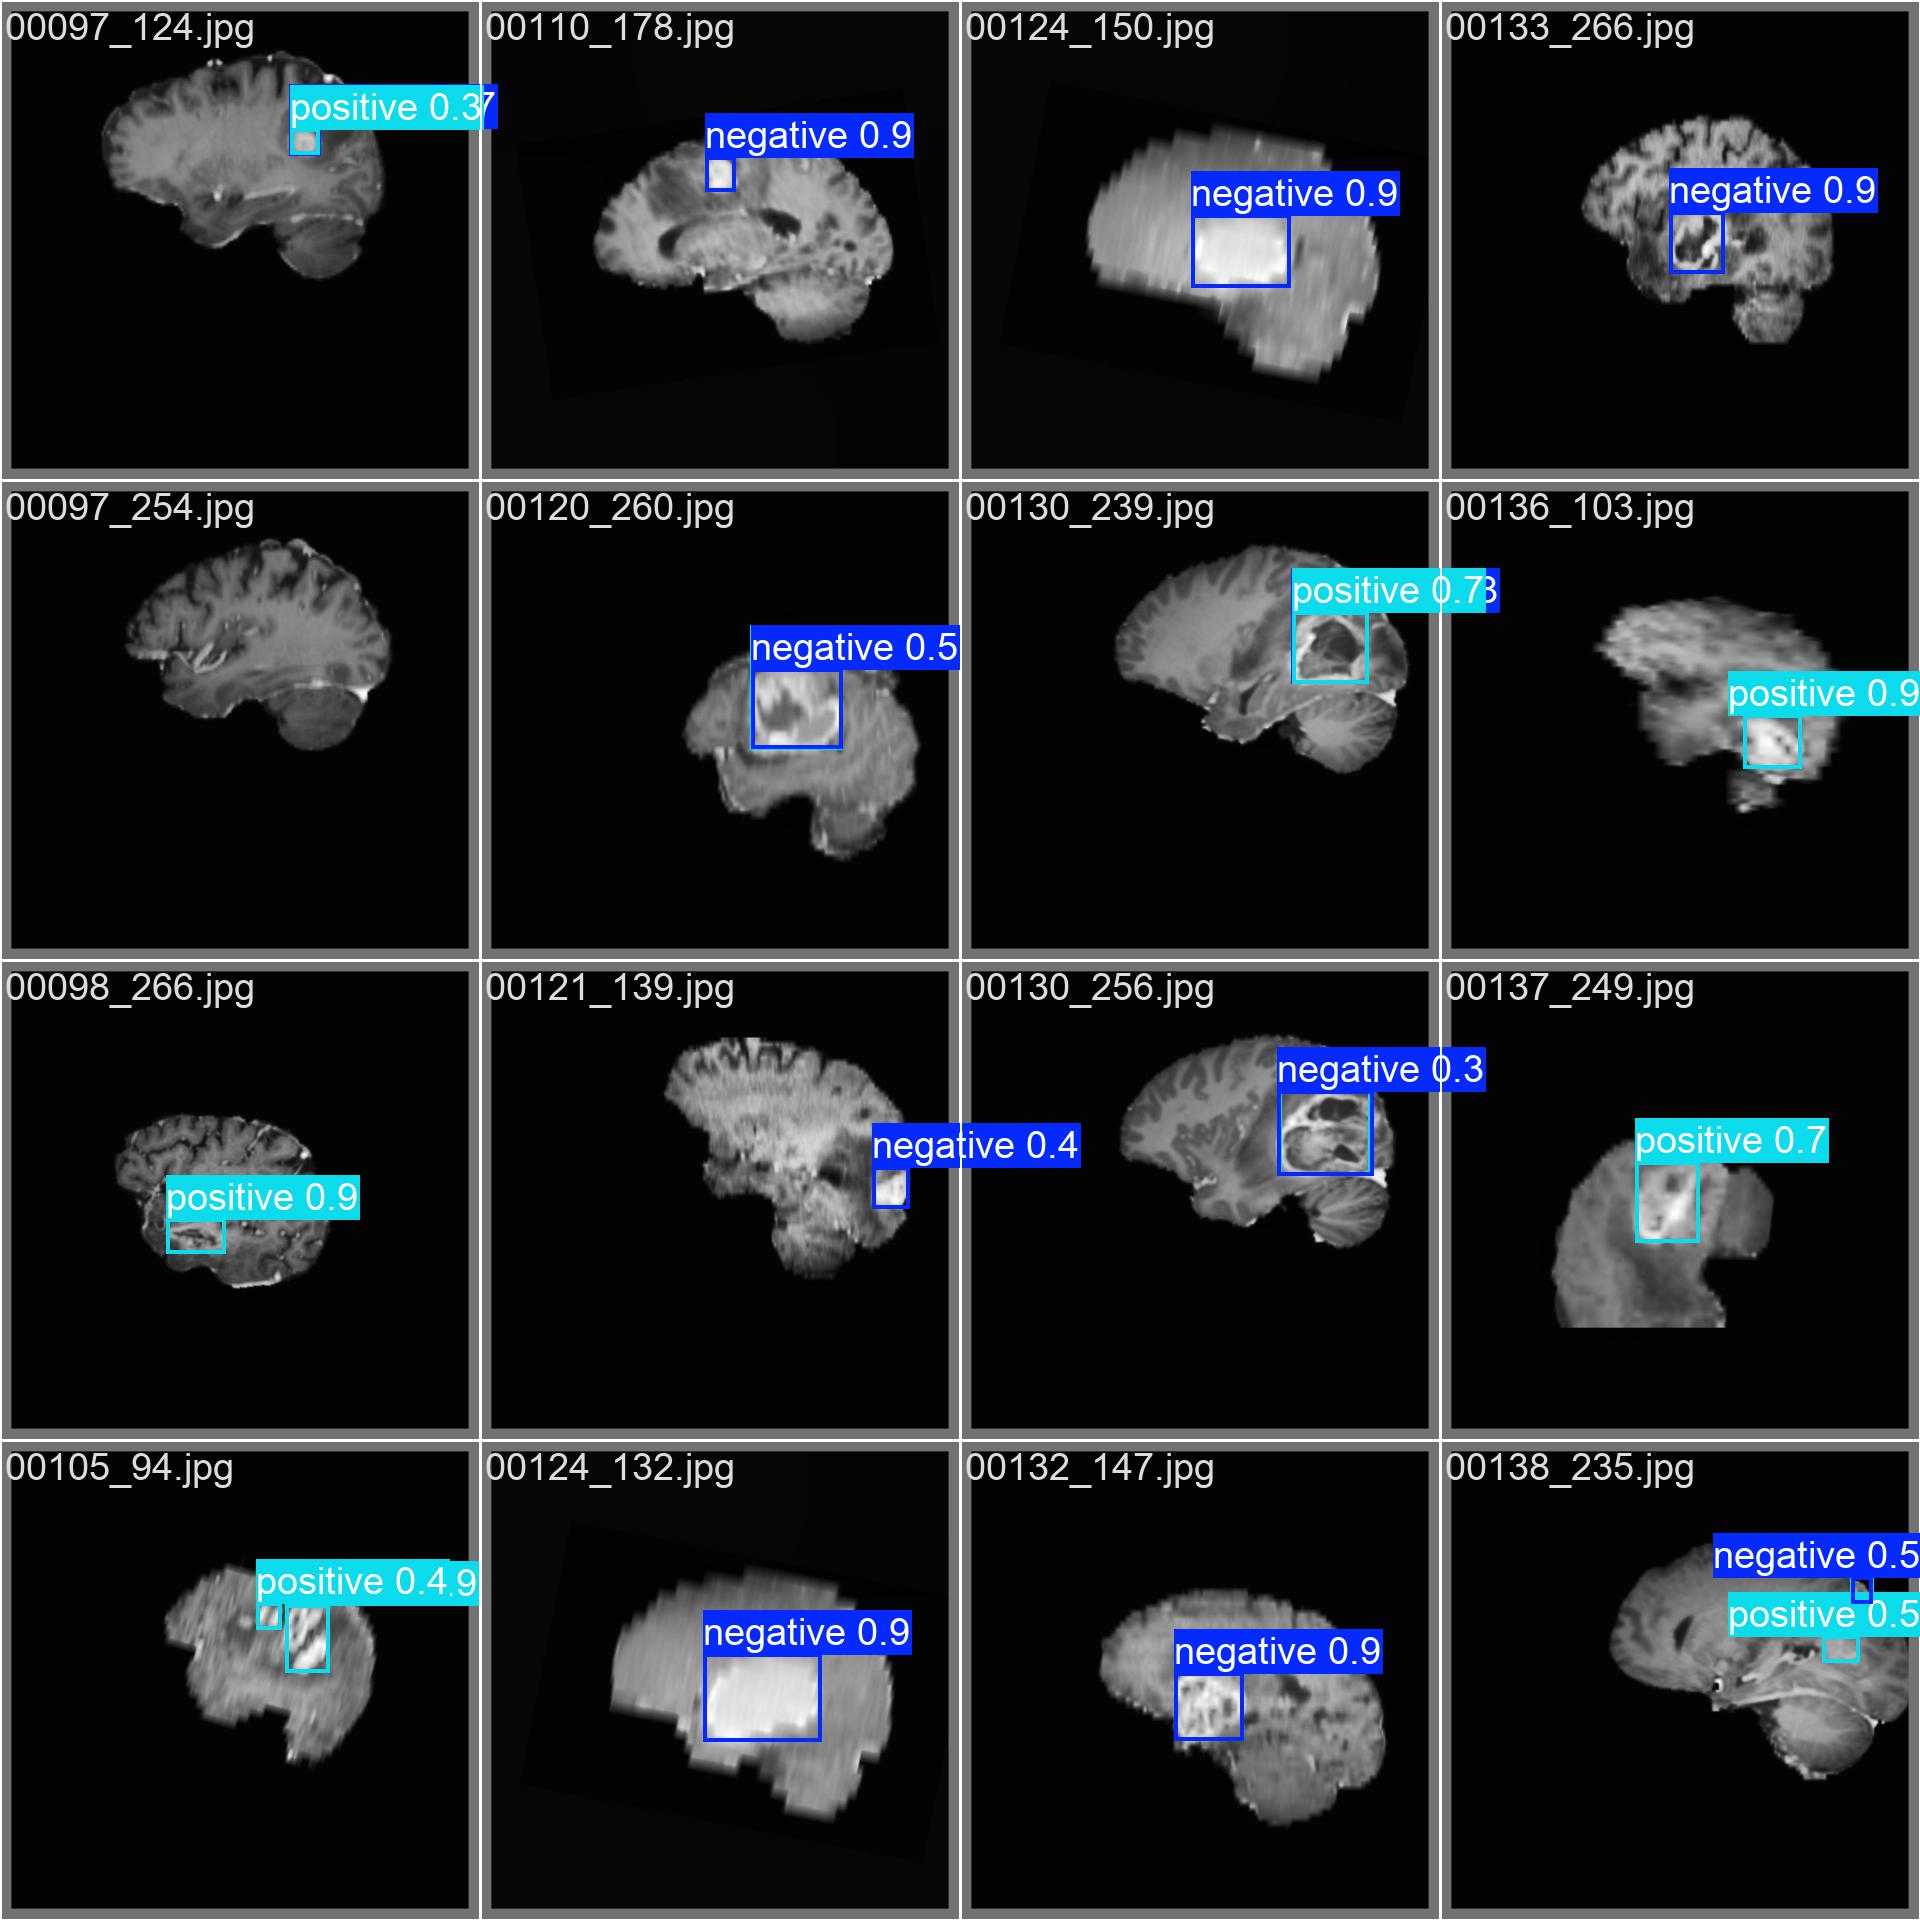 00097_124.jpg
positive 0.37
00110_178.jpg
negative 0.9
00124_150.jpg
negative 0.9
00133_266.jpg
negative 0.9
00097_254.jpg
00120_260.jpg
negative 0.5
00130_239.jpg
positive 0.73
00136_103.jpg
positive 0.9
00098_266.jpg
positive 0.9
00121_139.jpg
negative 0.4
00130_256.jpg
negative 0.3
00137_249.jpg
positive 0.7
00105_94.jpg
positive 0.4.9
00124_132.jpg
negative 0.9
00132_147.jpg
negative 0.9
00138_235.jpg
negative 0.5
positive 0.5